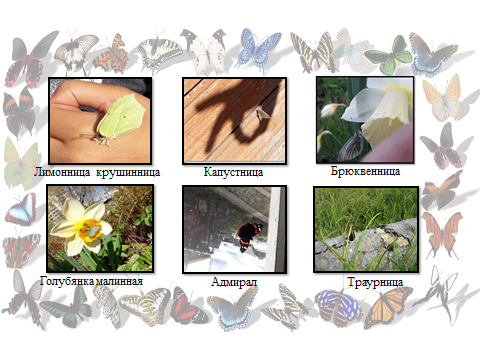 Лимонница крушинница
Капустница
Брюквенница
Голубянка малинная
Адмирал
Траурница